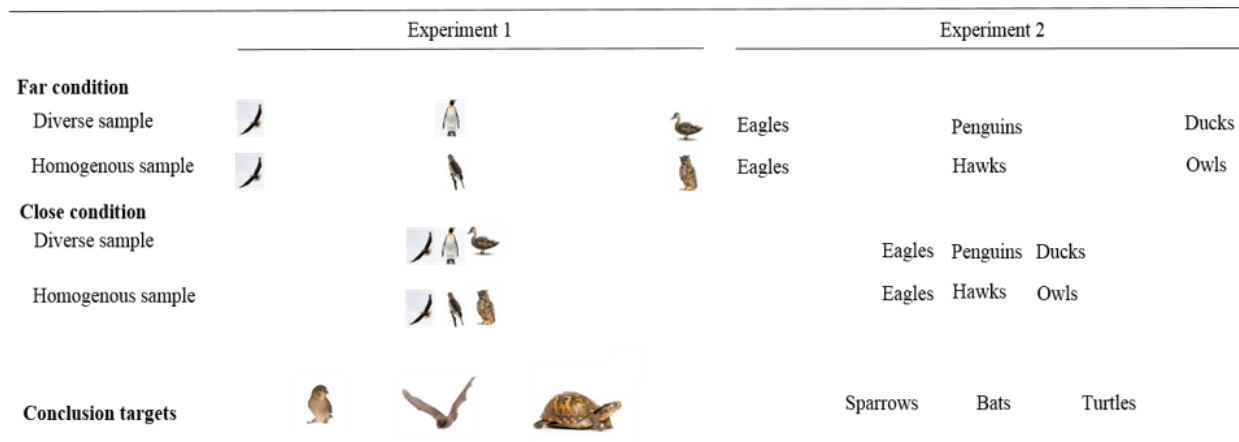 Experiment 1 Experiment 2
Far condition
Diverse sample Eagles Penguins Ducks
Homogenous sample Eagles Hawks Owls
Close condition
Diverse sample Eagles Penguins Ducks
Homogenous sample Eagles Hawks Owls
Conclusion targets Sparrows Bats Turtles